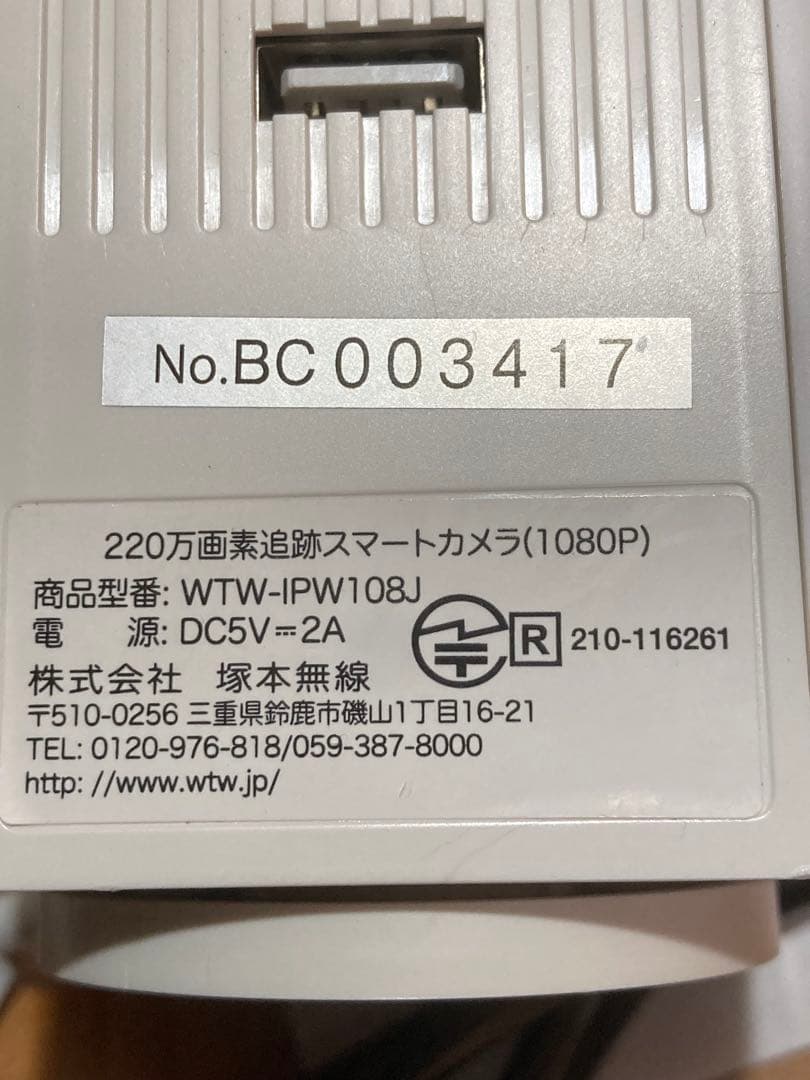 No.BC003417
220万画素追跡スマートカメラ(1080P)
商品型番: WTW-IPW108J
電　源: DC5V⎓2A
R 210-116261
株式会社　塚本無線
〒510-0256 三重県鈴鹿市磯山1丁目16-21
TEL: 0120-976-818/059-387-8000
http: //www.wtw.jp/